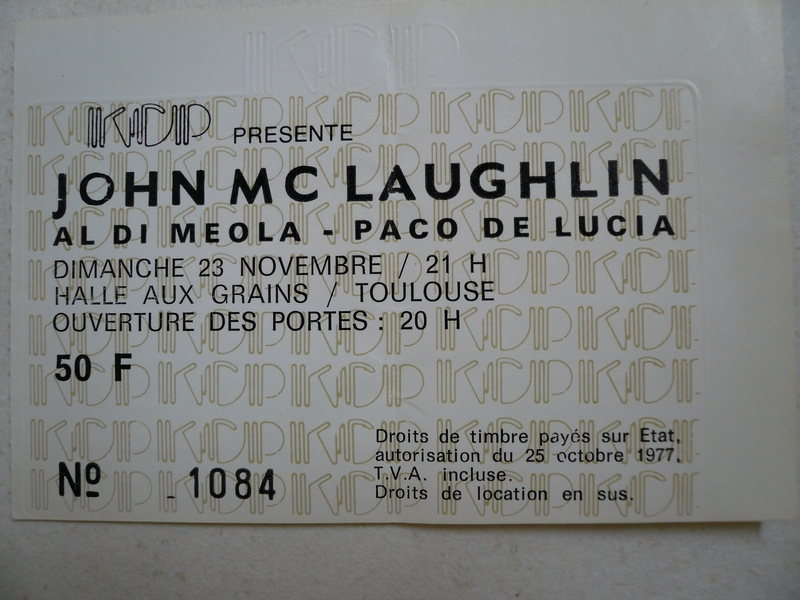 KCP
KCP PRESENTE
JOHN MC LAUGHLIN
AL DI MEOLA - PACO DE LUCIA
DIMANCHE 23 NOVEMBRE / 21 H
HALLE AUX GRAINS / TOULOUSE
OUVERTURE DES PORTES : 20 H
50 F
Droits de timbre payés sur Etat,
autorisation du 25 octobre 1977,
T.V.A. incluse.
Droits de location en sus.
Nº _ 1084